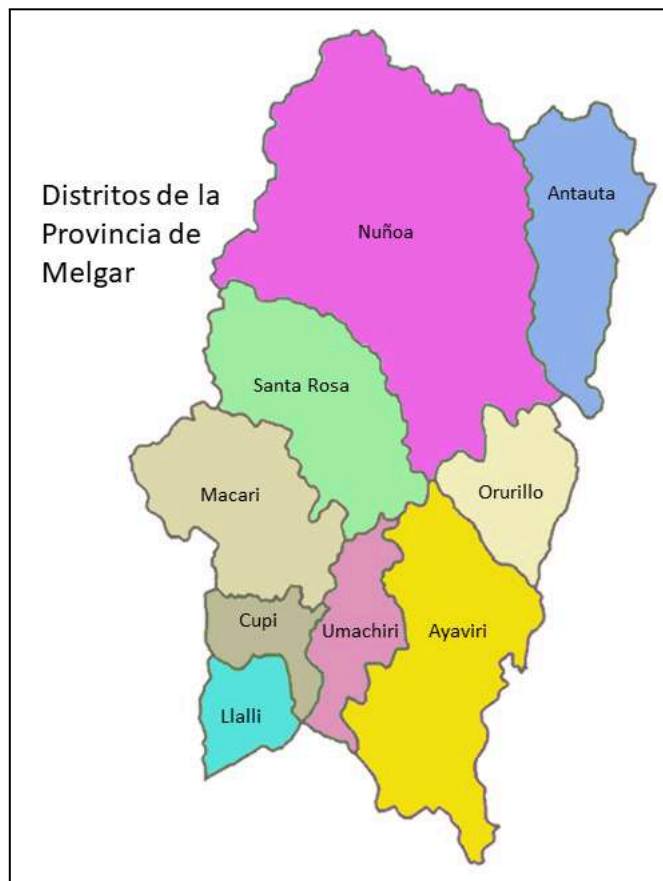 Distritos de la
Provincia de
Melgar
Antauta
Nuñoa
Santa Rosa
Macari
Orurillo
Cupi
Umachiri
Ayaviri
Llalli